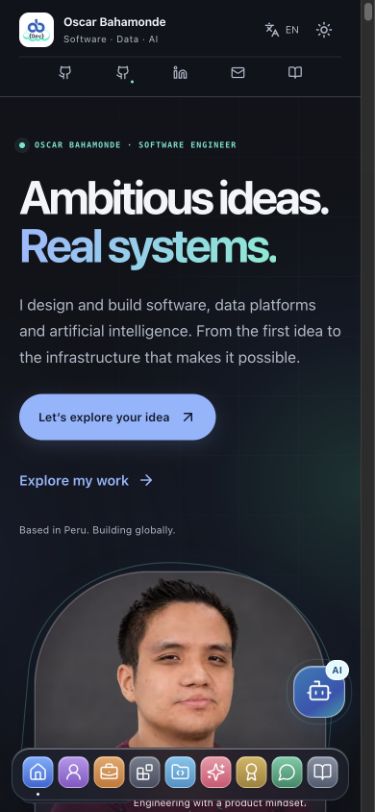 Oscar Bahamonde
Software · Data · AI
EN
OSCAR BAHAMONDE · SOFTWARE ENGINEER
Ambitious ideas.
Real systems.
I design and build software, data platforms
and artificial intelligence. From the first idea to
the infrastructure that makes it possible.
Let's explore your idea
Explore my work
Based in Peru. Building globally.
AI
Engineering with a product mindset.